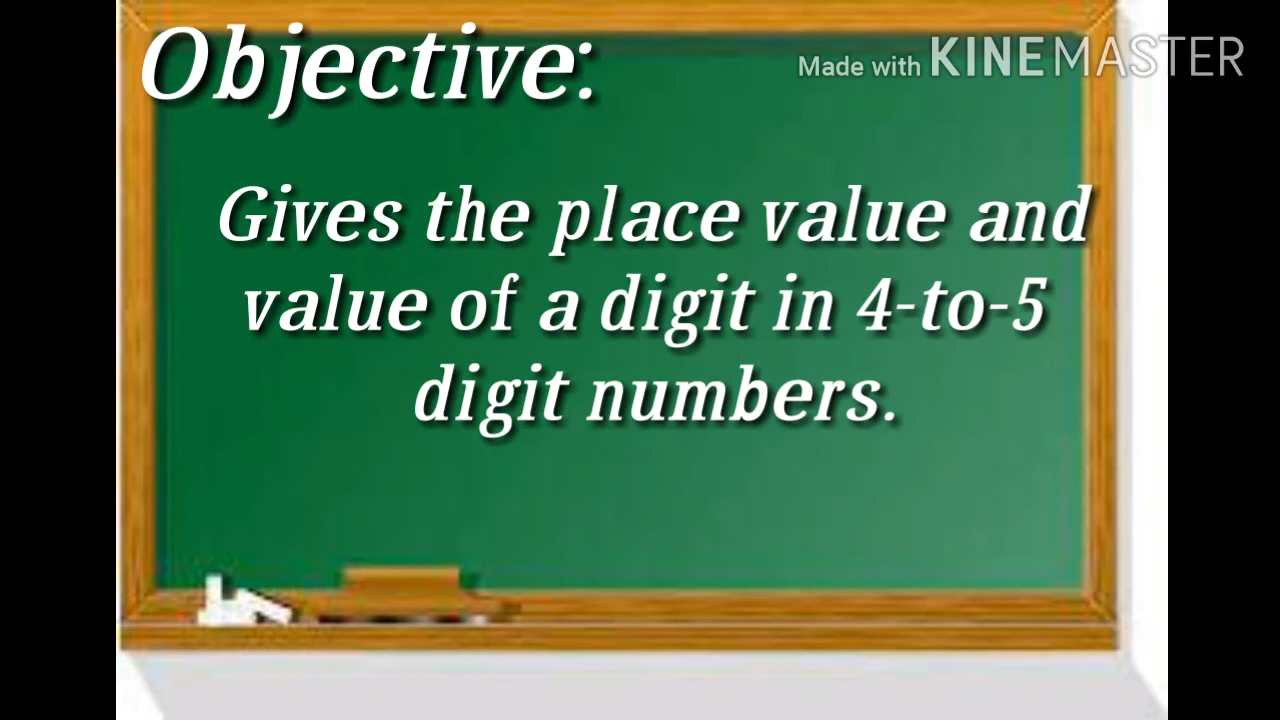 Objective:
Made with KINEMASTER
Gives the place value and
value of a digit in 4-to-5
digit numbers.